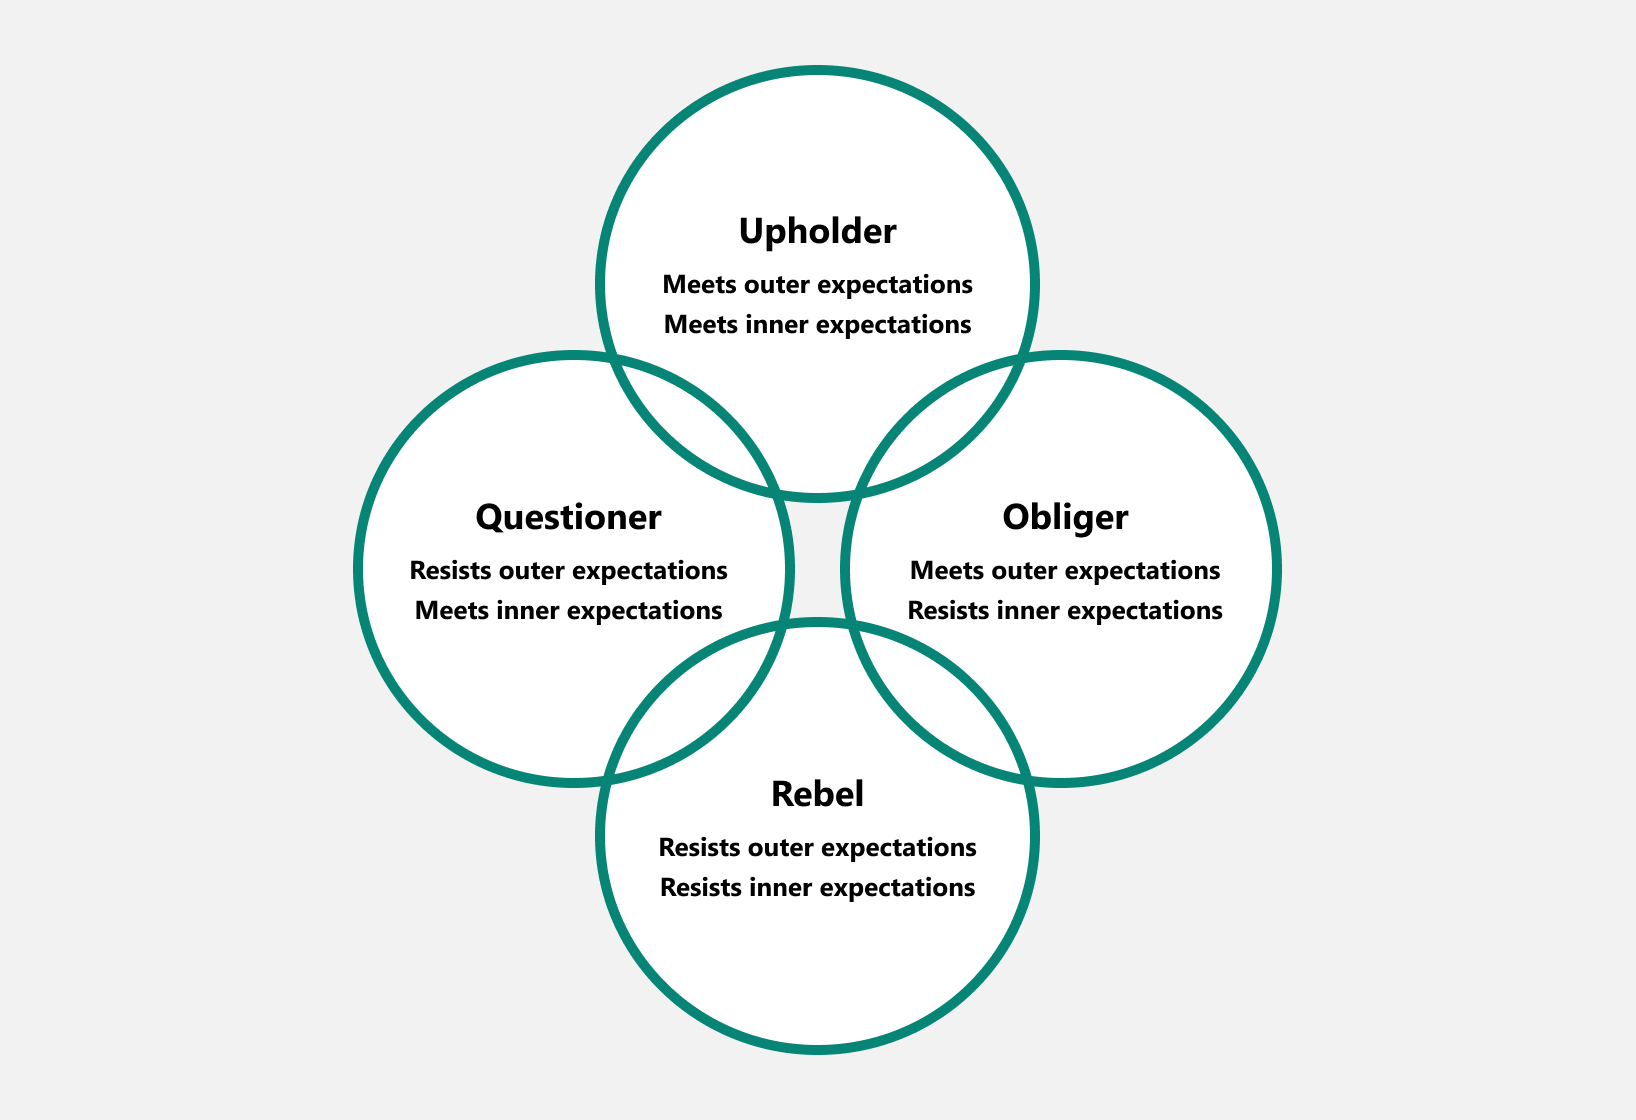 Upholder
Meets outer expectations
Meets inner expectations
Questioner
Resists outer expectations
Meets inner expectations
Obliger
Meets outer expectations
Resists inner expectations
Rebel
Resists outer expectations
Resists inner expectations